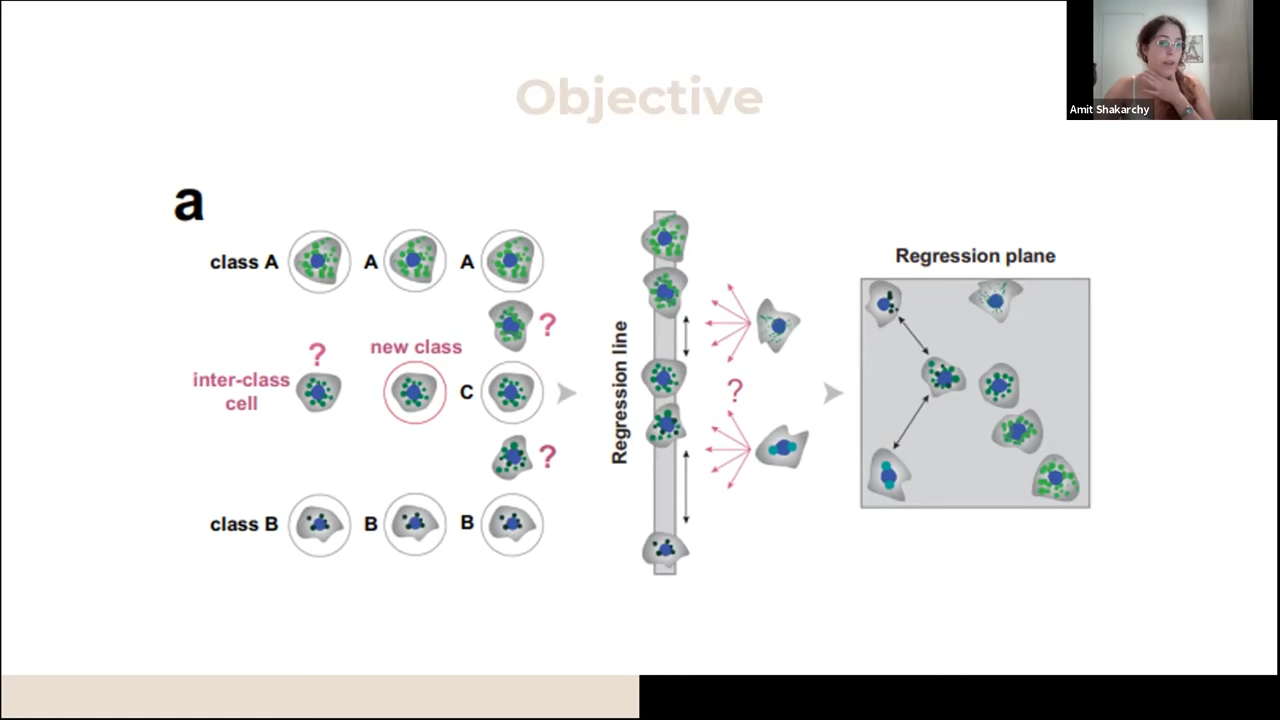 Objective
Amit Shakarchy
a
class A
A
A
?
?
new class
inter-class
cell
C
?
class B
B
B
Regression line
?
Regression plane